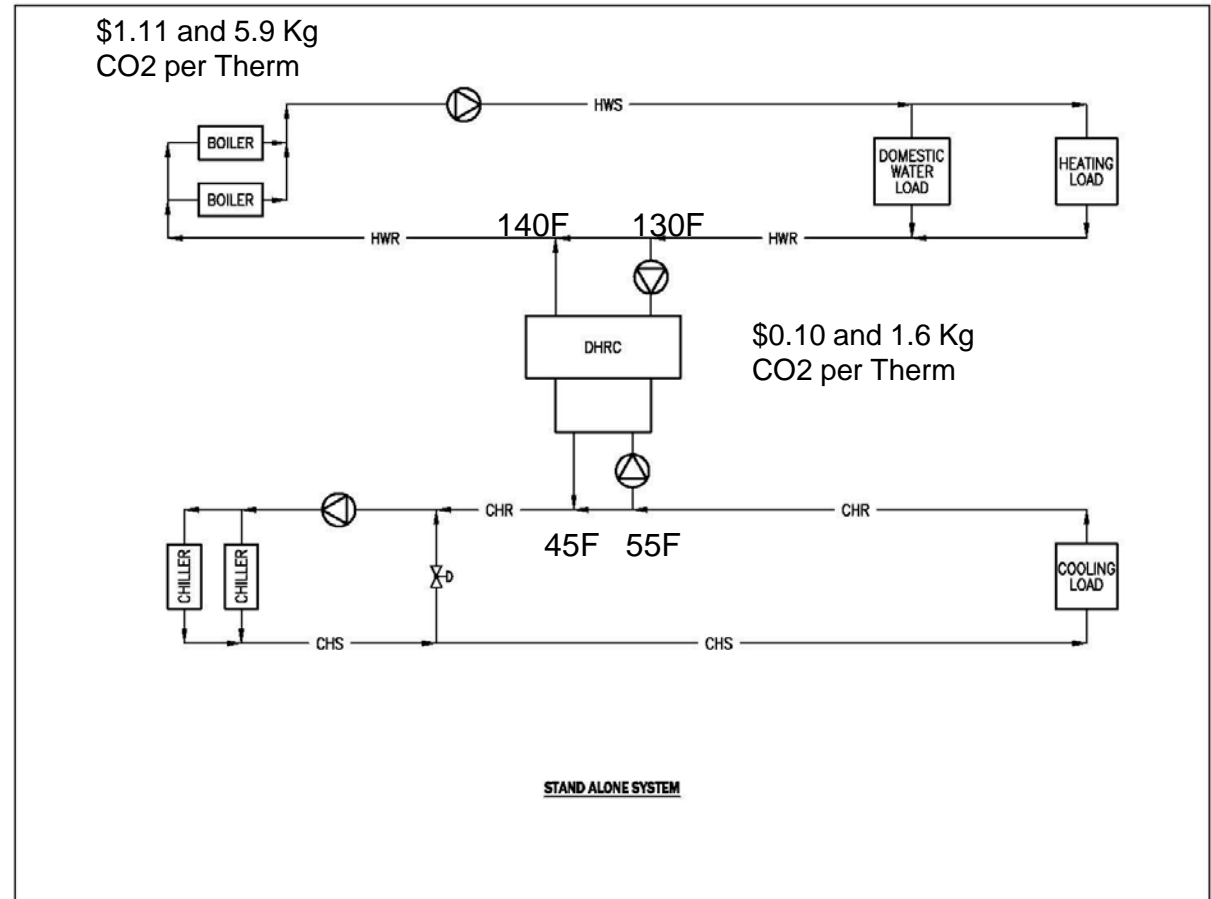 $1.11 and 5.9 Kg
CO2 per Therm
HWS
BOILER
DOMESTIC
WATER
LOAD
HEATING
LOAD
BOILER
140F
130F
HWR
HWR
DHRC
$0.10 and 1.6 Kg
CO2 per Therm
CHR
CHR
45F
55F
CHILLER
CHILLER
D
COOLING
LOAD
CHS
CHS
STAND ALONE SYSTEM